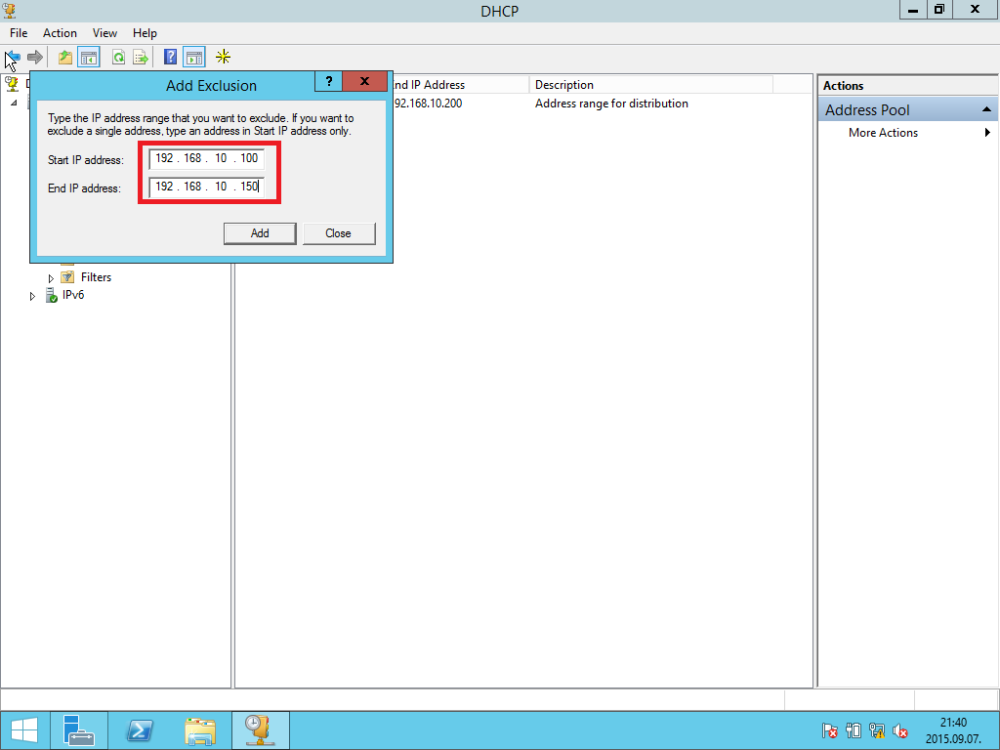 DHCP
File Action View Help
Add Exclusion
? X
Type the IP address range that you want to exclude. If you want to
exclude a single address, type an address in Start IP address only.
Start IP address: 192 . 168 . 10 . 100
End IP address: 192 . 168 . 10 . 150
Add Close
End IP Address Description
92.168.10.200 Address range for distribution
Filters
IPv6
Actions
Address Pool
More Actions
21:40
2015.09.07.